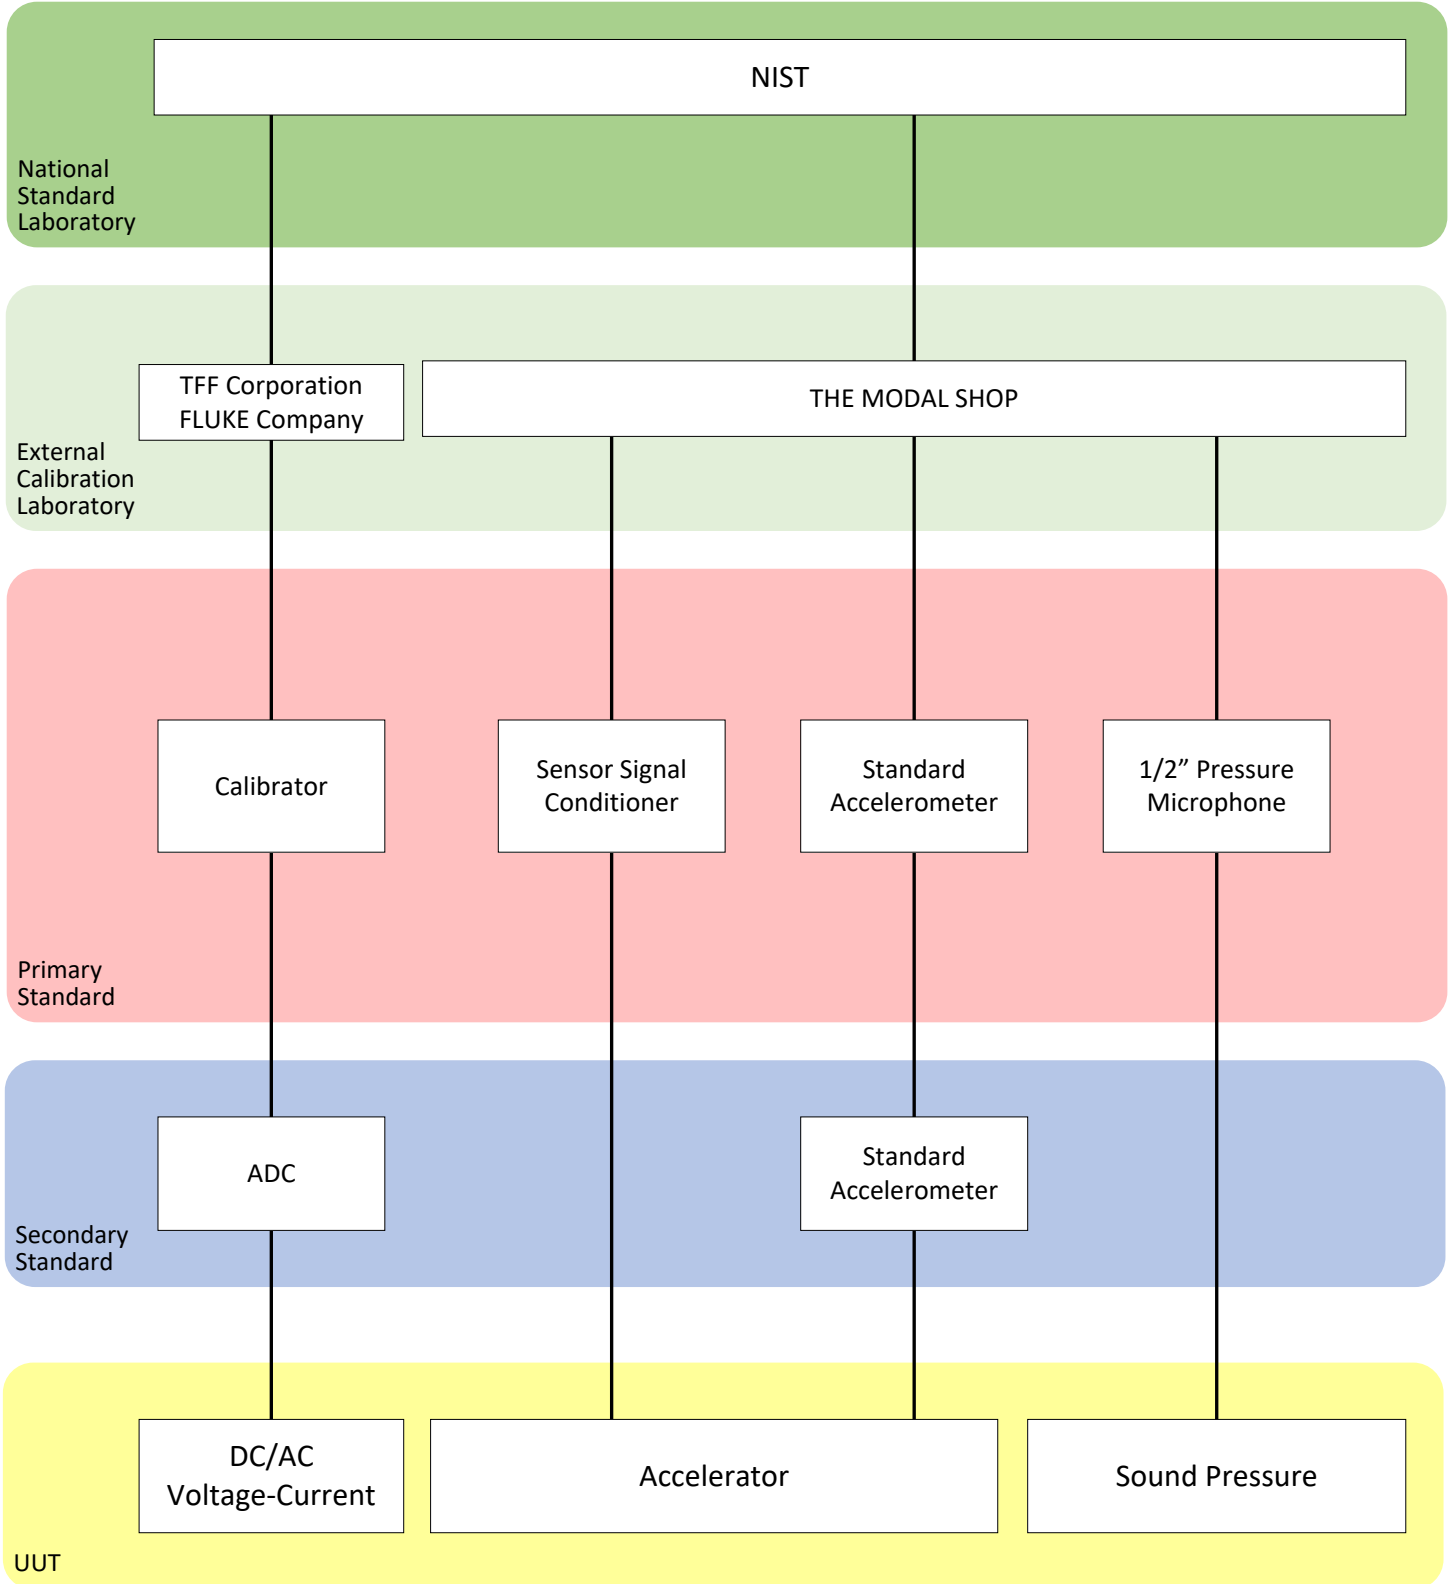 NIST
National
Standard
Laboratory
TFF Corporation
FLUKE Company
THE MODAL SHOP
External
Calibration
Laboratory
Calibrator
Sensor Signal
Conditioner
Standard
Accelerometer
1/2” Pressure
Microphone
Primary
Standard
ADC
Standard
Accelerometer
Secondary
Standard
DC/AC
Voltage-Current
Accelerator
Sound Pressure
UUT